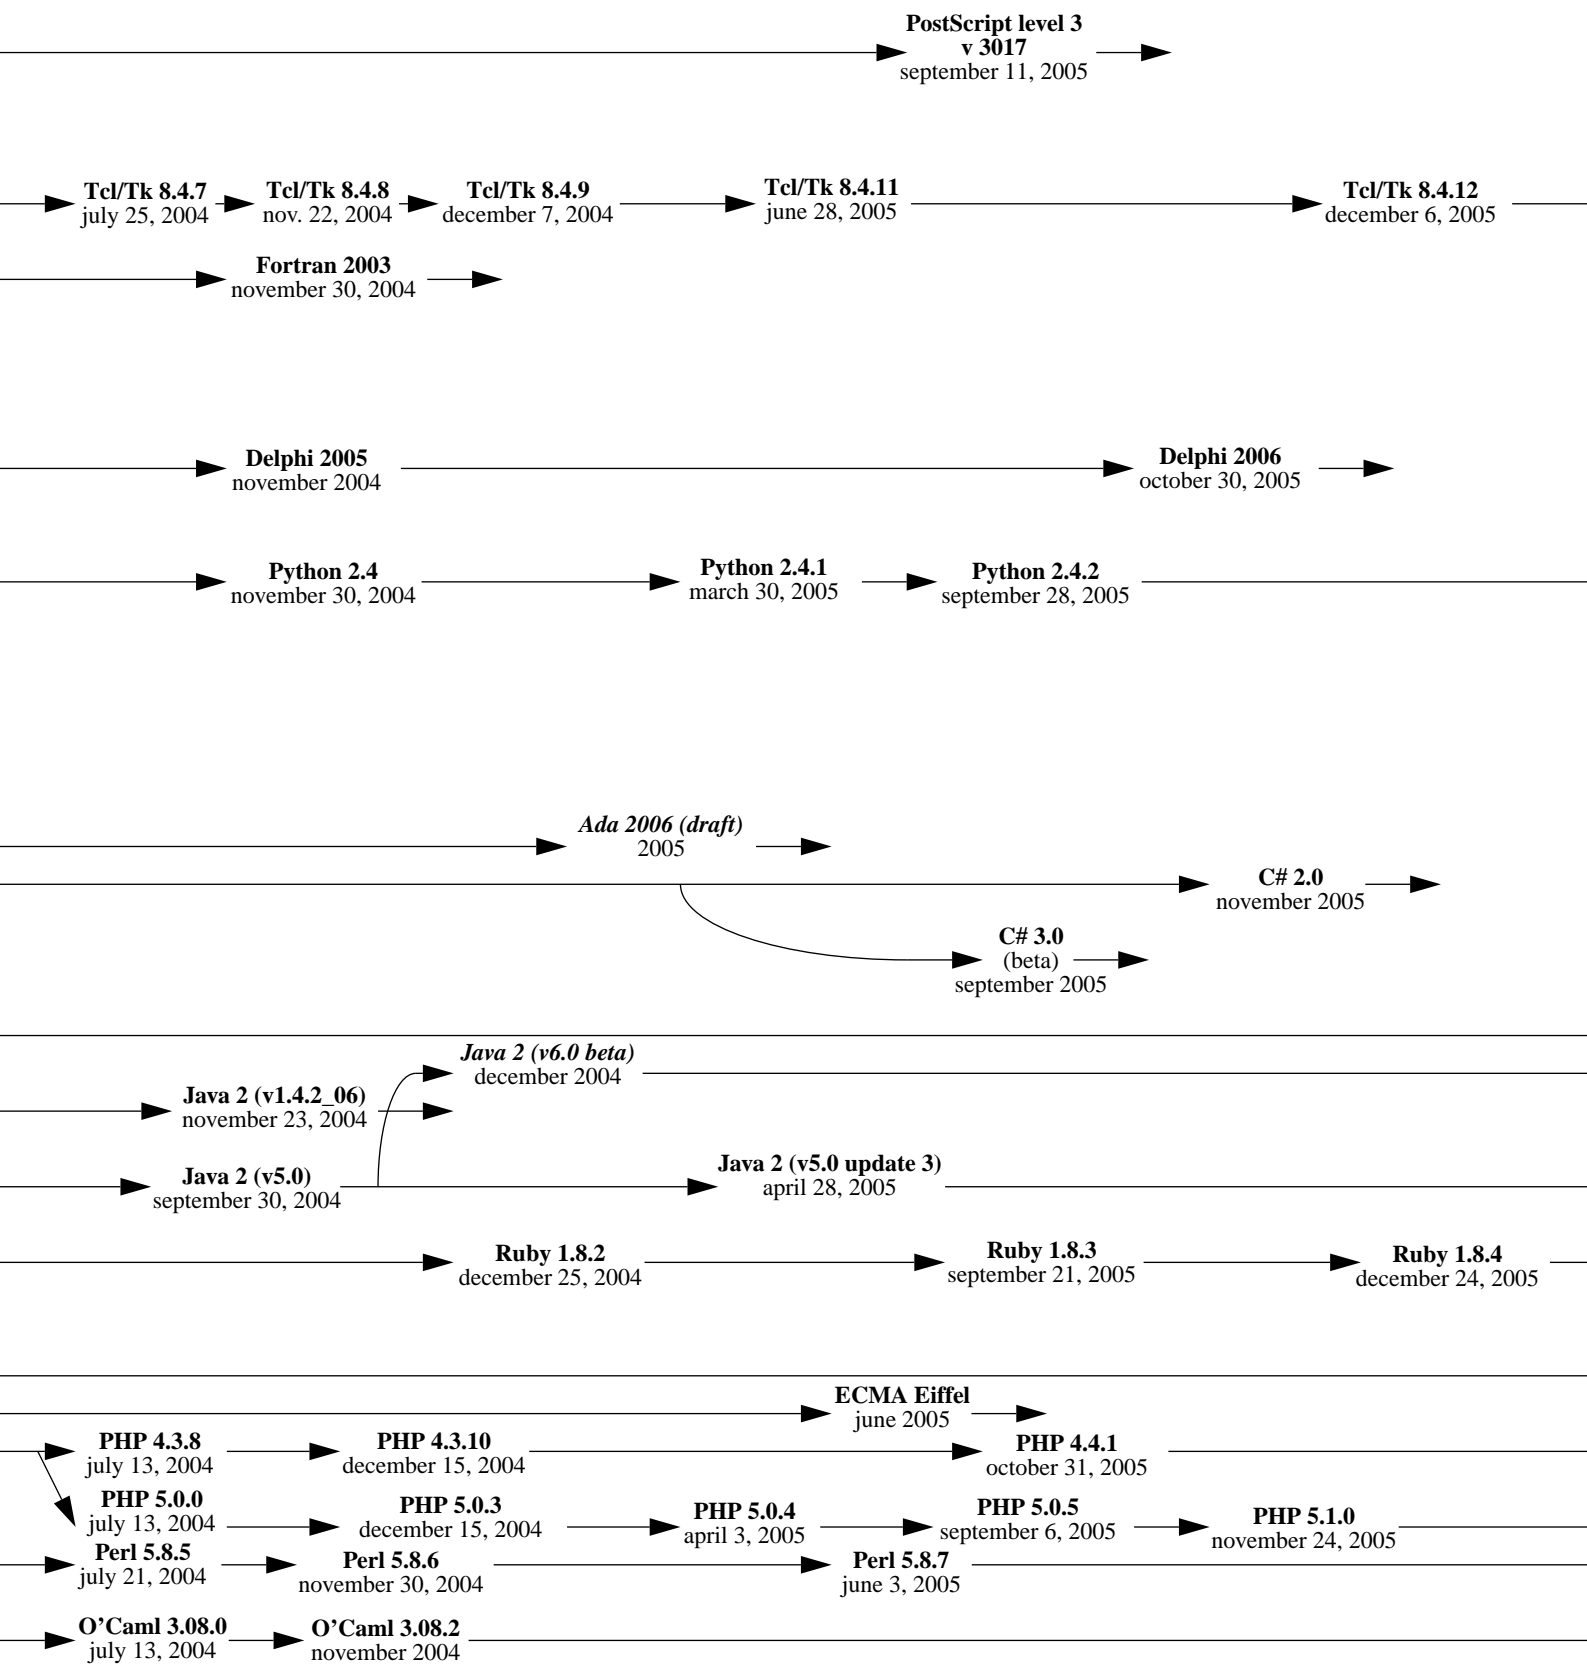 PostScript level 3
v 3017
september 11, 2005
Tcl/Tk 8.4.7
july 25, 2004
Tcl/Tk 8.4.8
nov. 22, 2004
Tcl/Tk 8.4.9
december 7, 2004
Tcl/Tk 8.4.11
june 28, 2005
Tcl/Tk 8.4.12
december 6, 2005
Fortran 2003
november 30, 2004
Delphi 2005
november 2004
Delphi 2006
october 30, 2005
Python 2.4
november 30, 2004
Python 2.4.1
march 30, 2005
Python 2.4.2
september 28, 2005
Ada 2006 (draft)
2005
C# 2.0
november 2005
C# 3.0
(beta)
september 2005
Java 2 (v6.0 beta)
december 2004
Java 2 (v1.4.2_06)
november 23, 2004
Java 2 (v5.0)
september 30, 2004
Java 2 (v5.0 update 3)
april 28, 2005
Ruby 1.8.2
december 25, 2004
Ruby 1.8.3
september 21, 2005
Ruby 1.8.4
december 24, 2005
ECMA Eiffel
june 2005
PHP 4.3.8
july 13, 2004
PHP 4.3.10
december 15, 2004
PHP 4.4.1
october 31, 2005
PHP 5.0.0
july 13, 2004
PHP 5.0.3
december 15, 2004
PHP 5.0.4
april 3, 2005
PHP 5.0.5
september 6, 2005
PHP 5.1.0
november 24, 2005
Perl 5.8.5
july 21, 2004
Perl 5.8.6
november 30, 2004
Perl 5.8.7
june 3, 2005
O’Caml 3.08.0
july 13, 2004
O’Caml 3.08.2
november 2004